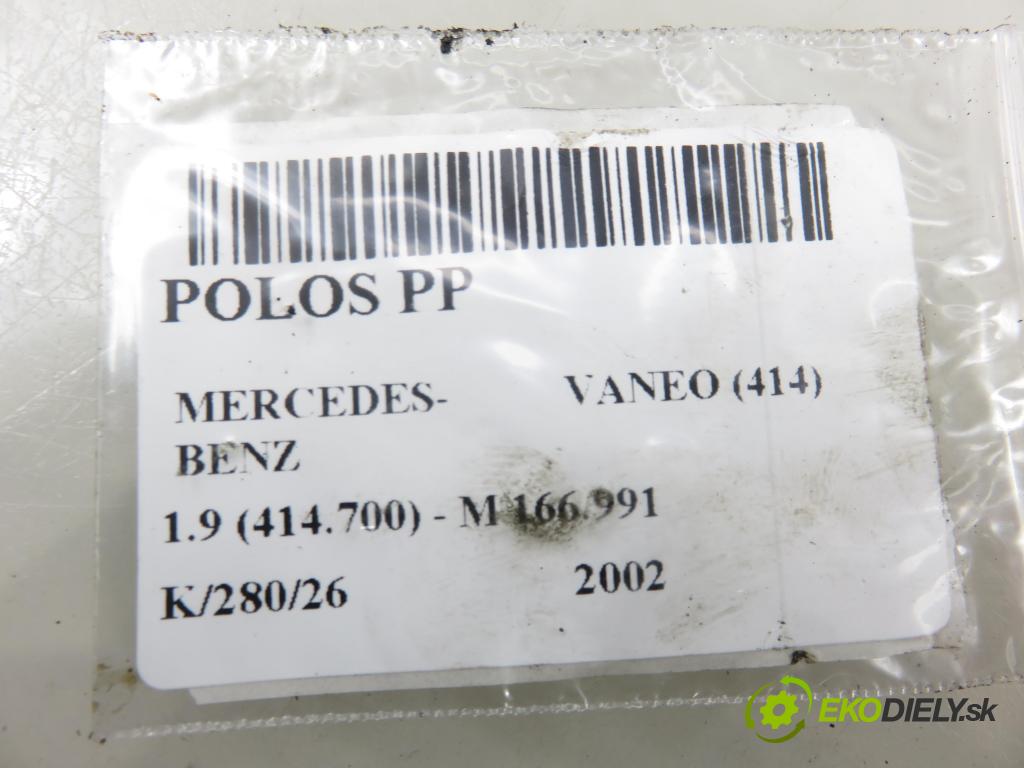 POLOS PP
MERCEDES- VANEO (414)
BENZ
1.9 (414.700) - M 166.991
K/280/26 2002
EKODIELY.sk